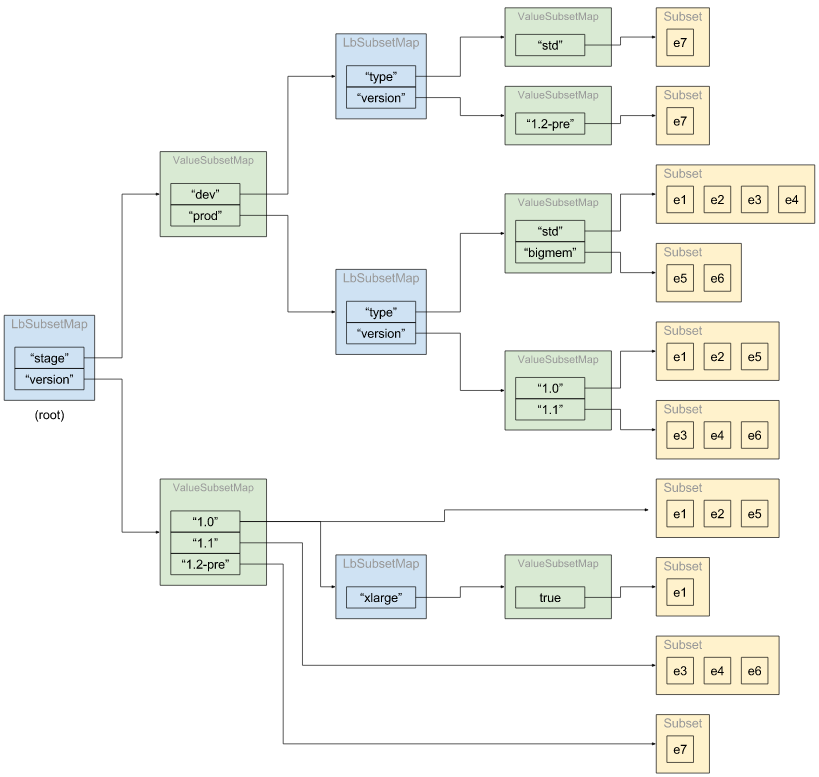 LbSubsetMap
“stage”
“version”
(root)
ValueSubsetMap
“dev”
“prod”
LbSubsetMap
“type”
“version”
ValueSubsetMap
“std”
Subset
e7
ValueSubsetMap
“1.2-pre”
Subset
e7
LbSubsetMap
“type”
“version”
ValueSubsetMap
“std”
“bigmem”
Subset
e1 e2 e3 e4
Subset
e5 e6
ValueSubsetMap
“1.0”
“1.1”
Subset
e1 e2 e5
Subset
e3 e4 e6
ValueSubsetMap
“1.0”
“1.1”
“1.2-pre”
Subset
e1 e2 e5
LbSubsetMap
“xlarge”
ValueSubsetMap
true
Subset
e1
Subset
e3 e4 e6
Subset
e7